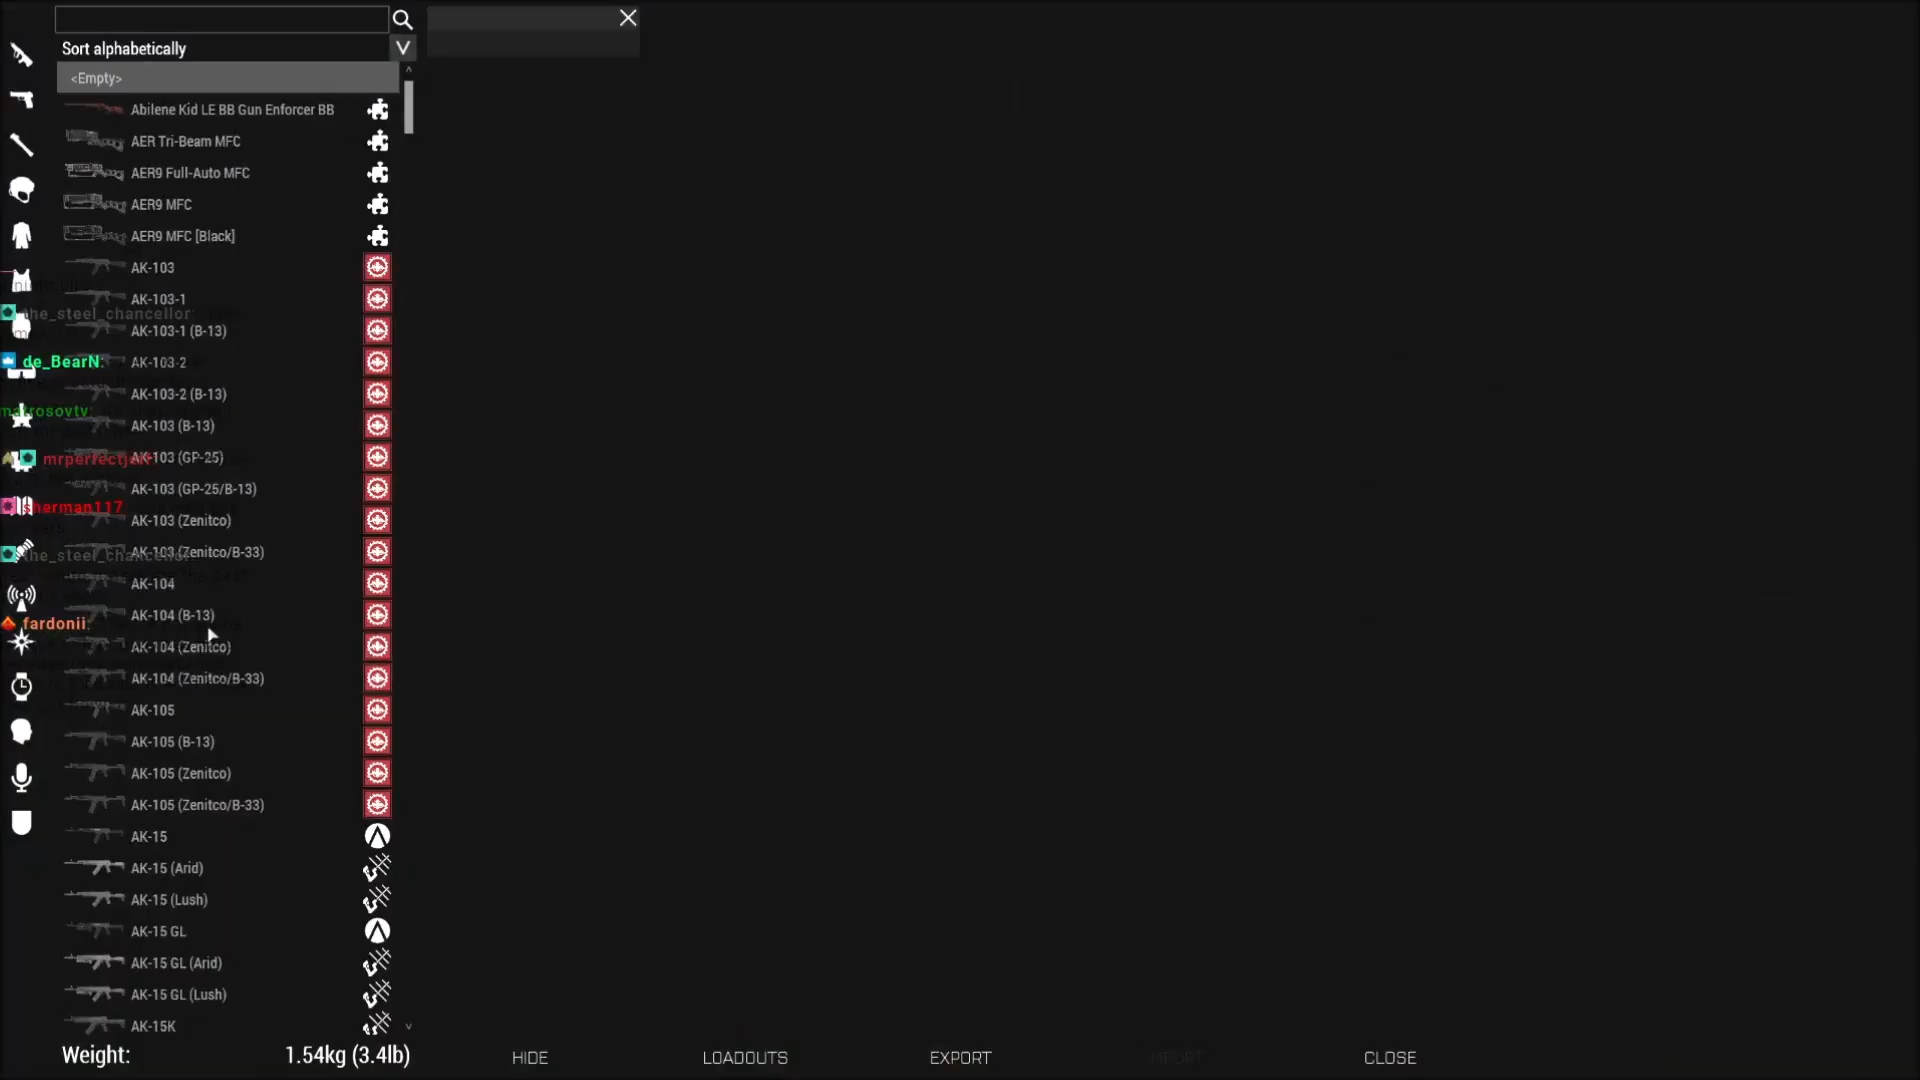 Sort alphabetically
V
<Empty>
Abilene Kid LE BB Gun Enforcer BB
AER Tri-Beam MFC
AER9 Full-Auto MFC
AER9 MFC
AER9 MFC [Black]
AK-103
AK-103-1
the_steel_chancellor:
AK-103-1 (B-13)
de_BearN:
AK-103-2
AK-103-2 (B-13)
matrosovtv:
AK-103 (B-13)
AK-103 (GP-25)
AK-103 (GP-25/B-13)
sherman117
AK-103 (Zenitco)
AK-103 (Zenitco/B-33)
the_steel_chancellor
AK-104
AK-104 (B-13)
fardonii:
AK-104 (Zenitco)
AK-104 (Zenitco/B-33)
AK-105
AK-105 (B-13)
AK-105 (Zenitco)
AK-105 (Zenitco/B-33)
AK-15
AK-15 (Arid)
AK-15 (Lush)
AK-15 GL
AK-15 GL (Arid)
AK-15 GL (Lush)
AK-15K
Weight: 1.54kg (3.4lb)
HIDE
LOADOUTS
EXPORT
IMPORT
CLOSE